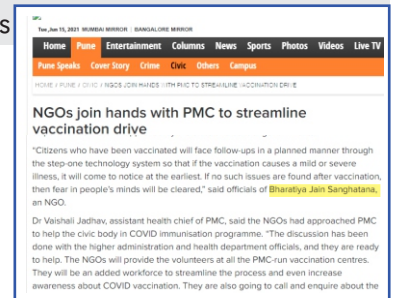 s
Tue, Jun 15, 2021 MUMBAI MIRROR | BANGALORE MIRROR
Home Pune Entertainment Columns News Sports Photos Videos Live TV
Pune Speaks Cover Story Crime Civic Others Campus
HOME / PUNE / CIVIC / NGOS JOIN HANDS WITH PMC TO STREAMLINE VACCINATION DRIVE
NGOs join hands with PMC to streamline
vaccination drive
"Citizens who have been vaccinated will face follow-ups in a planned manner through
the step-one technology system so that if the vaccination causes a mild or severe
illness, it will come to notice at the earliest. If no such issues are found after vaccination,
then fear in people's minds will be cleared," said officials of Bharatiya Jain Sanghatana,
an NGO.
Dr Vaishali Jadhav, assistant health chief of PMC, said the NGOs had approached PMC
to help the civic body in COVID immunisation programme. "The discussion has been
done with the higher administration and health department officials, and they are ready
to help. The NGOs will provide the volunteers at all the PMC-run vaccination centres.
They will be an added workforce to streamline the process and even increase
awareness about COVID vaccination. They are also going to call and enquire about the